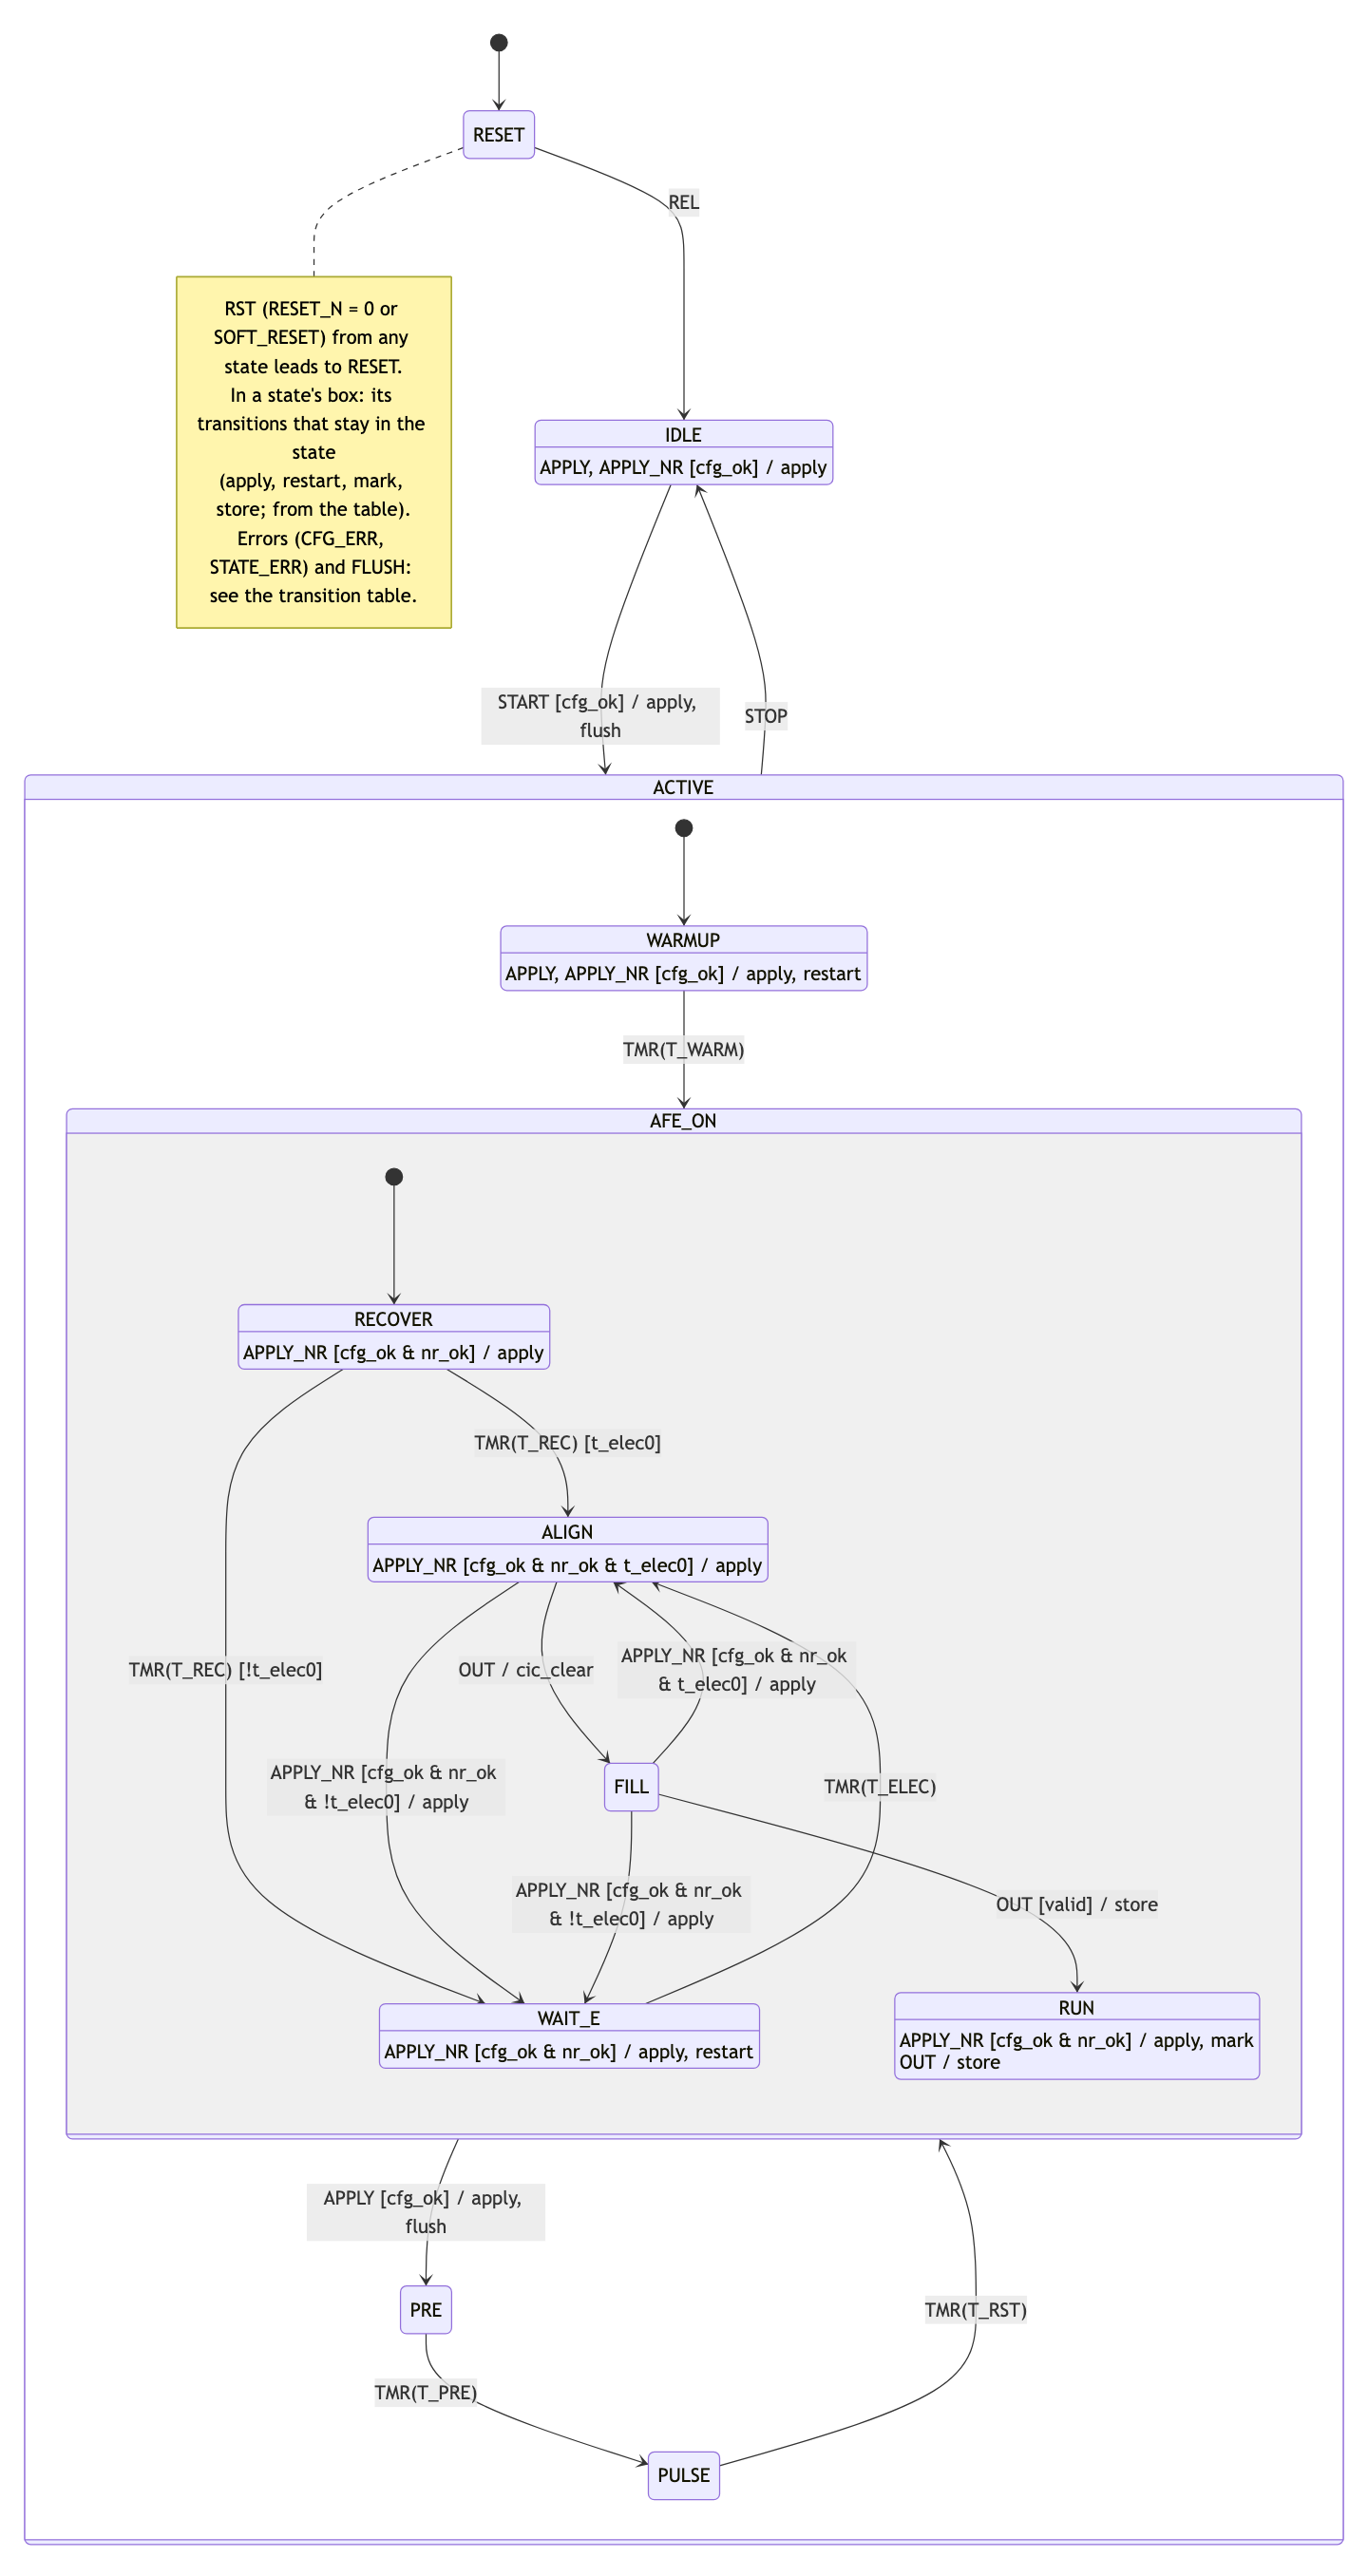 RESET
REL
RST (RESET_N = 0 or
SOFT_RESET) from any
state leads to RESET.
In a state's box: its
transitions that stay in the
state
(apply, restart, mark,
store; from the table).
Errors (CFG_ERR,
STATE_ERR) and FLUSH:
see the transition table.
IDLE
APPLY, APPLY_NR [cfg_ok] / apply
START [cfg_ok] / apply,
flush
STOP
ACTIVE
WARMUP
APPLY, APPLY_NR [cfg_ok] / apply, restart
TMR(T_WARM)
AFE_ON
RECOVER
APPLY_NR [cfg_ok & nr_ok] / apply
TMR(T_REC) [t_elec0]
ALIGN
APPLY_NR [cfg_ok & nr_ok & t_elec0] / apply
TMR(T_REC) [!t_elec0]
OUT / cic_clear
APPLY_NR [cfg_ok & nr_ok
& t_elec0] / apply
APPLY_NR [cfg_ok & nr_ok
& !t_elec0] / apply
FILL
TMR(T_ELEC)
APPLY_NR [cfg_ok & nr_ok
& !t_elec0] / apply
OUT [valid] / store
WAIT_E
APPLY_NR [cfg_ok & nr_ok] / apply, restart
RUN
APPLY_NR [cfg_ok & nr_ok] / apply, mark
OUT / store
APPLY [cfg_ok] / apply,
flush
PRE
TMR(T_RST)
TMR(T_PRE)
PULSE